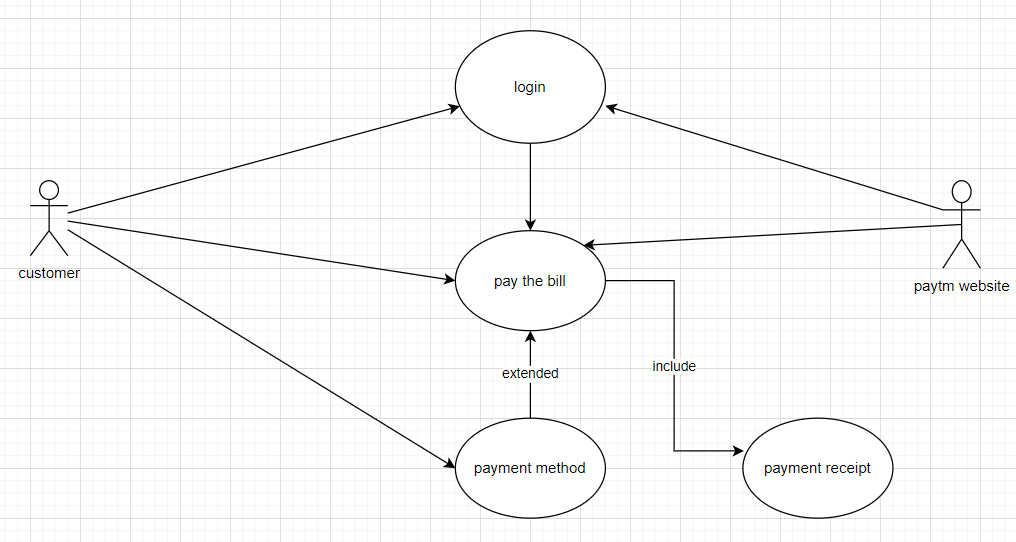 login
customer
paytm website
pay the bill
extended
include
payment method
payment receipt